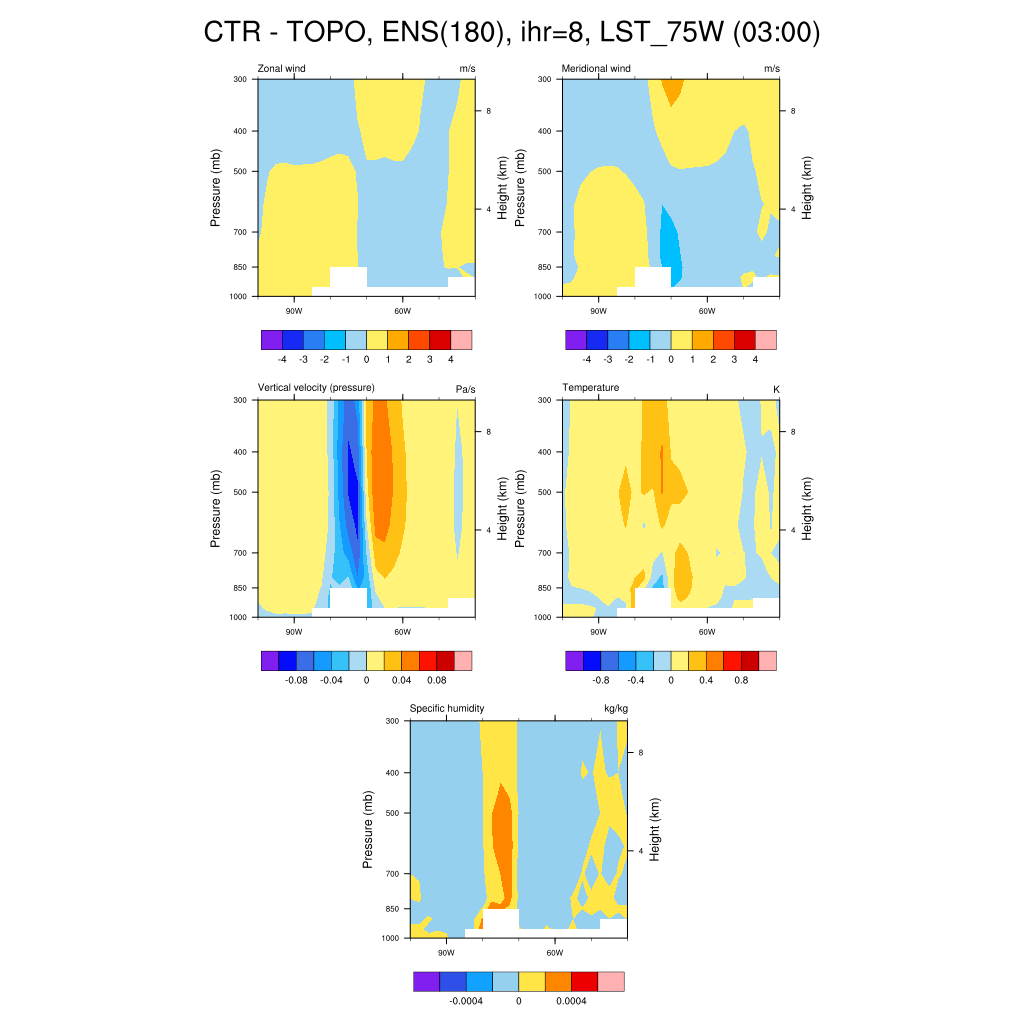 CTR - TOPO, ENS(180), ihr=8, LST_75W (03:00)
Zonal wind m/s
Pressure (mb)
Height (km)
300
400
500
700
850
1000
8
4
90W 60W
-4 -3 -2 -1 0 1 2 3 4
Meridional wind m/s
Pressure (mb)
Height (km)
300
400
500
700
850
1000
8
4
90W 60W
-4 -3 -2 -1 0 1 2 3 4
Vertical velocity (pressure) Pa/s
Pressure (mb)
Height (km)
300
400
500
700
850
1000
8
4
90W 60W
-0.08 -0.04 0 0.04 0.08
Temperature K
Pressure (mb)
Height (km)
300
400
500
700
850
1000
8
4
90W 60W
-0.8 -0.4 0 0.4 0.8
Specific humidity kg/kg
Pressure (mb)
Height (km)
300
400
500
700
850
1000
8
4
90W 60W
-0.0004 0 0.0004